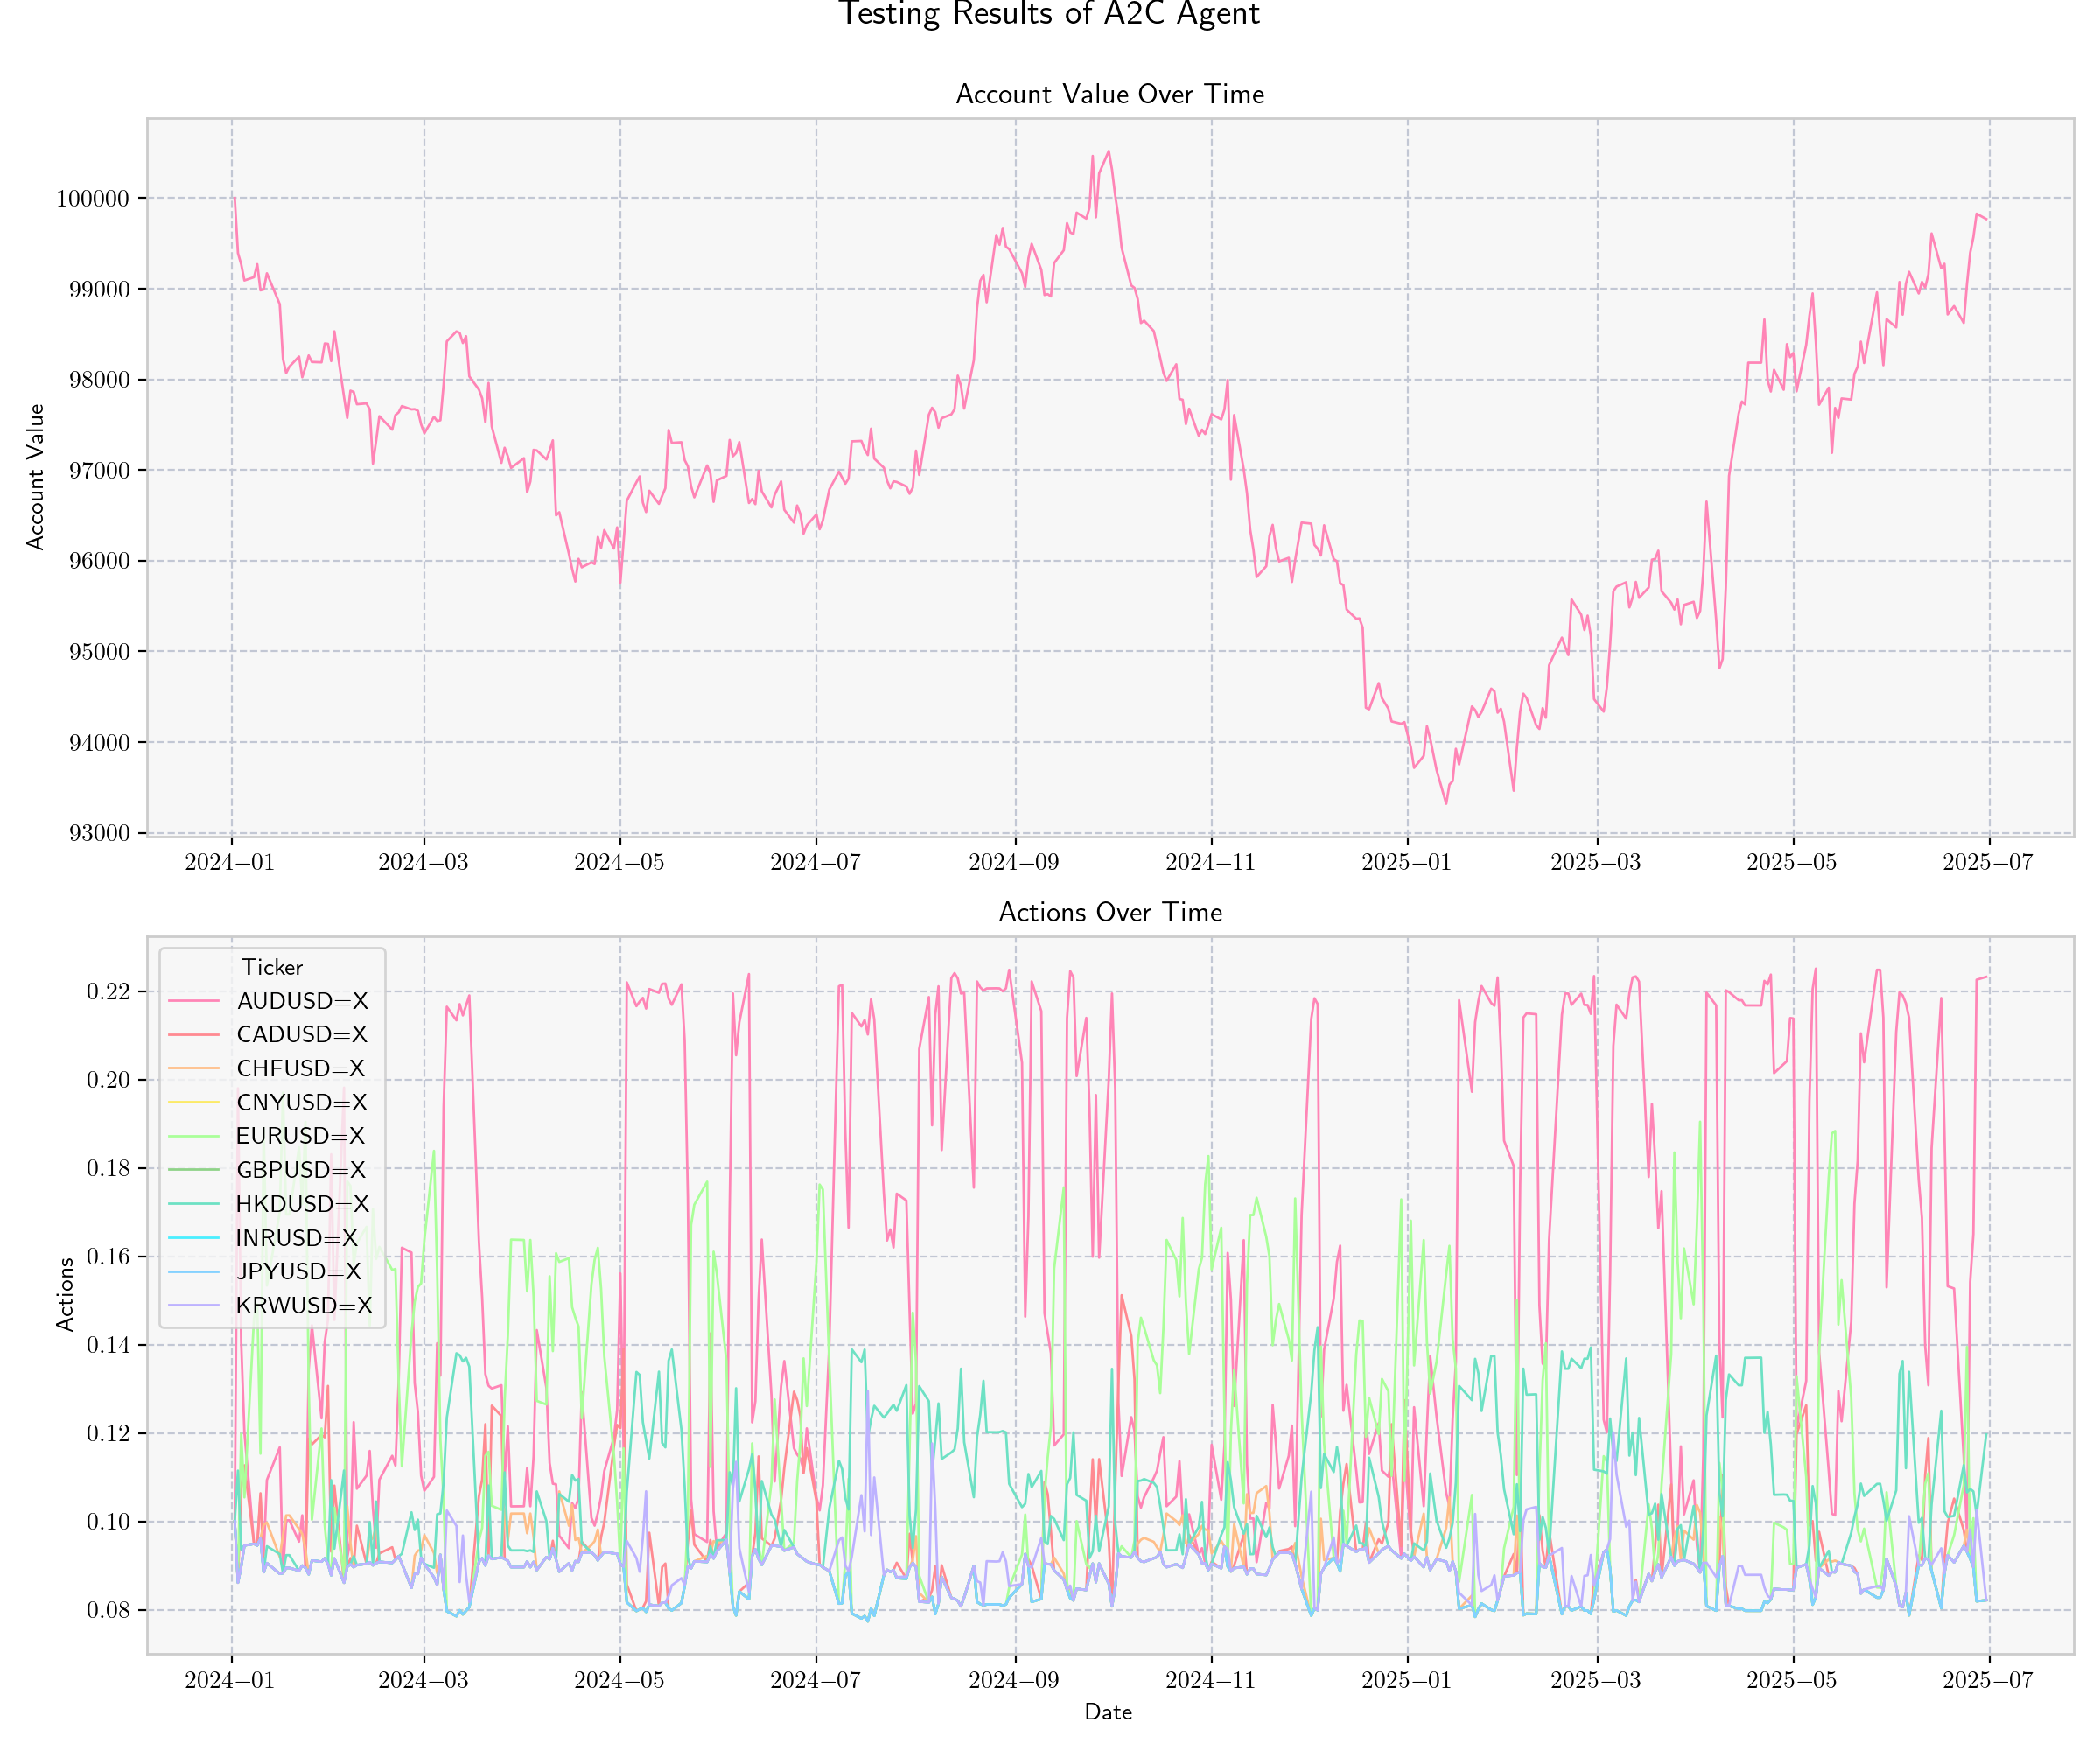 Testing Results of A2C Agent
Account Value Over Time
Account Value
100000
99000
98000
97000
96000
95000
94000
93000
2024−01 2024−03 2024−05 2024−07 2024−09 2024−11 2025−01 2025−03 2025−05 2025−07
Actions Over Time
Actions
0.22
0.20
0.18
0.16
0.14
0.12
0.10
0.08
Ticker
AUDUSD=X
CADUSD=X
CHFUSD=X
CNYUSD=X
EURUSD=X
GBPUSD=X
HKDUSD=X
INRUSD=X
JPYUSD=X
KRWUSD=X
2024−01 2024−03 2024−05 2024−07 2024−09 2024−11 2025−01 2025−03 2025−05 2025−07
Date